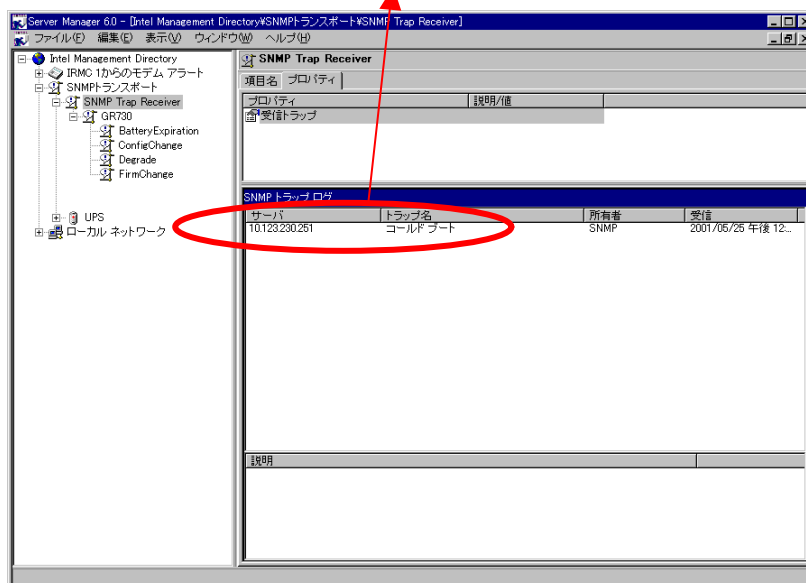 Server Manager 6.0 - [Intel Management Directory¥SNMPトランスポート¥SNMP Trap Receiver]
ファイル(F) 編集(E) 表示(V) ウィンドウ(W) ヘルプ(H)
Intel Management Directory
IRMC 1からのモデム アラート
SNMPトランスポート
SNMP Trap Receiver
GR730
BatteryExpiration
ConfigChange
Degrade
FirmChange
UPS
ローカル ネットワーク
SNMP Trap Receiver
項目名 プロパティ
プロパティ 説明/値
受信トラップ
SNMPトラップ ログ
サーバ トラップ名 所有者 受信
10.123.230.251 コールド ブート SNMP 2001/05/25 午後 12:...
説明